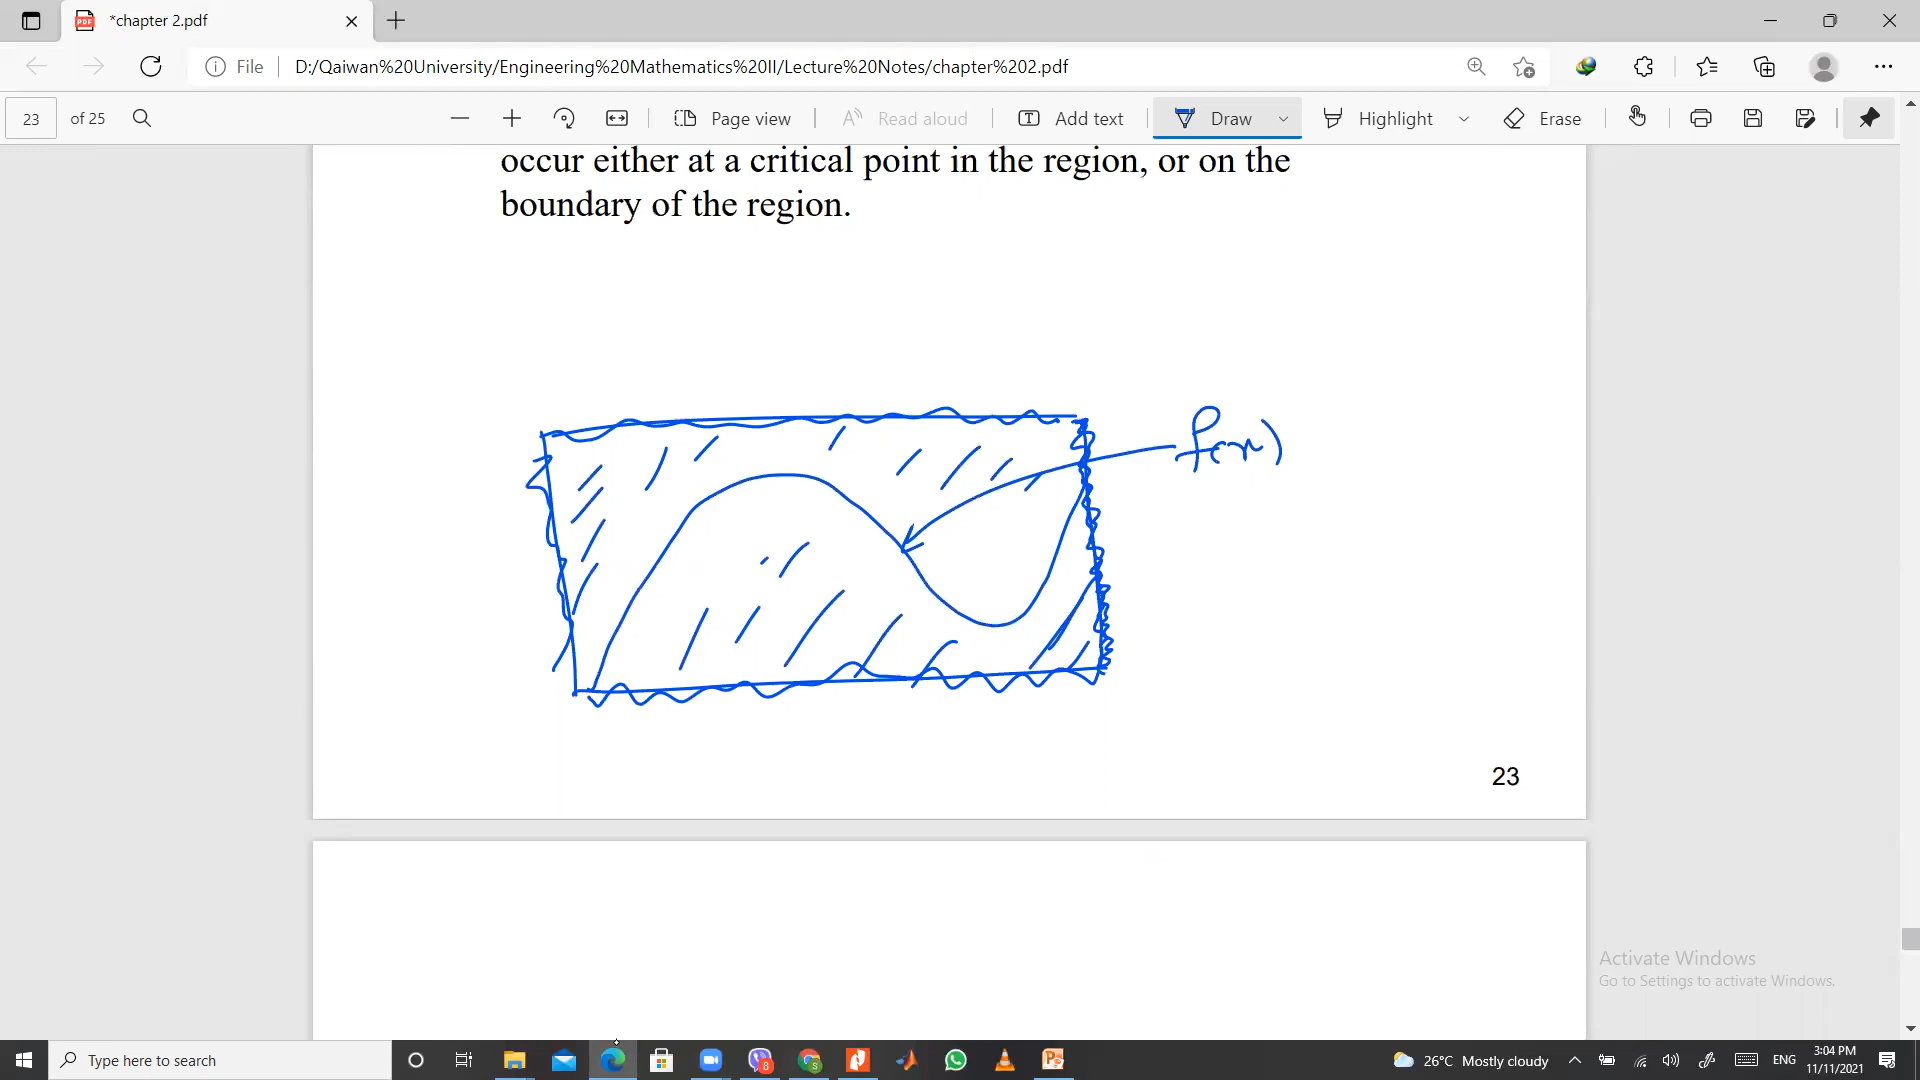 *chapter 2.pdf
File D:/Qaiwan%20University/Engineering%20Mathematics%20II/Lecture%20Notes/chapter%202.pdf
23 of 25 Page view Read aloud Add text Draw Highlight Erase
occur either at a critical point in the region, or on the
boundary of the region.
f(x)
23
Activate Windows
Go to Settings to activate Windows.
Type here to search
8
26°C Mostly cloudy
ENG
3:04 PM
11/11/2021